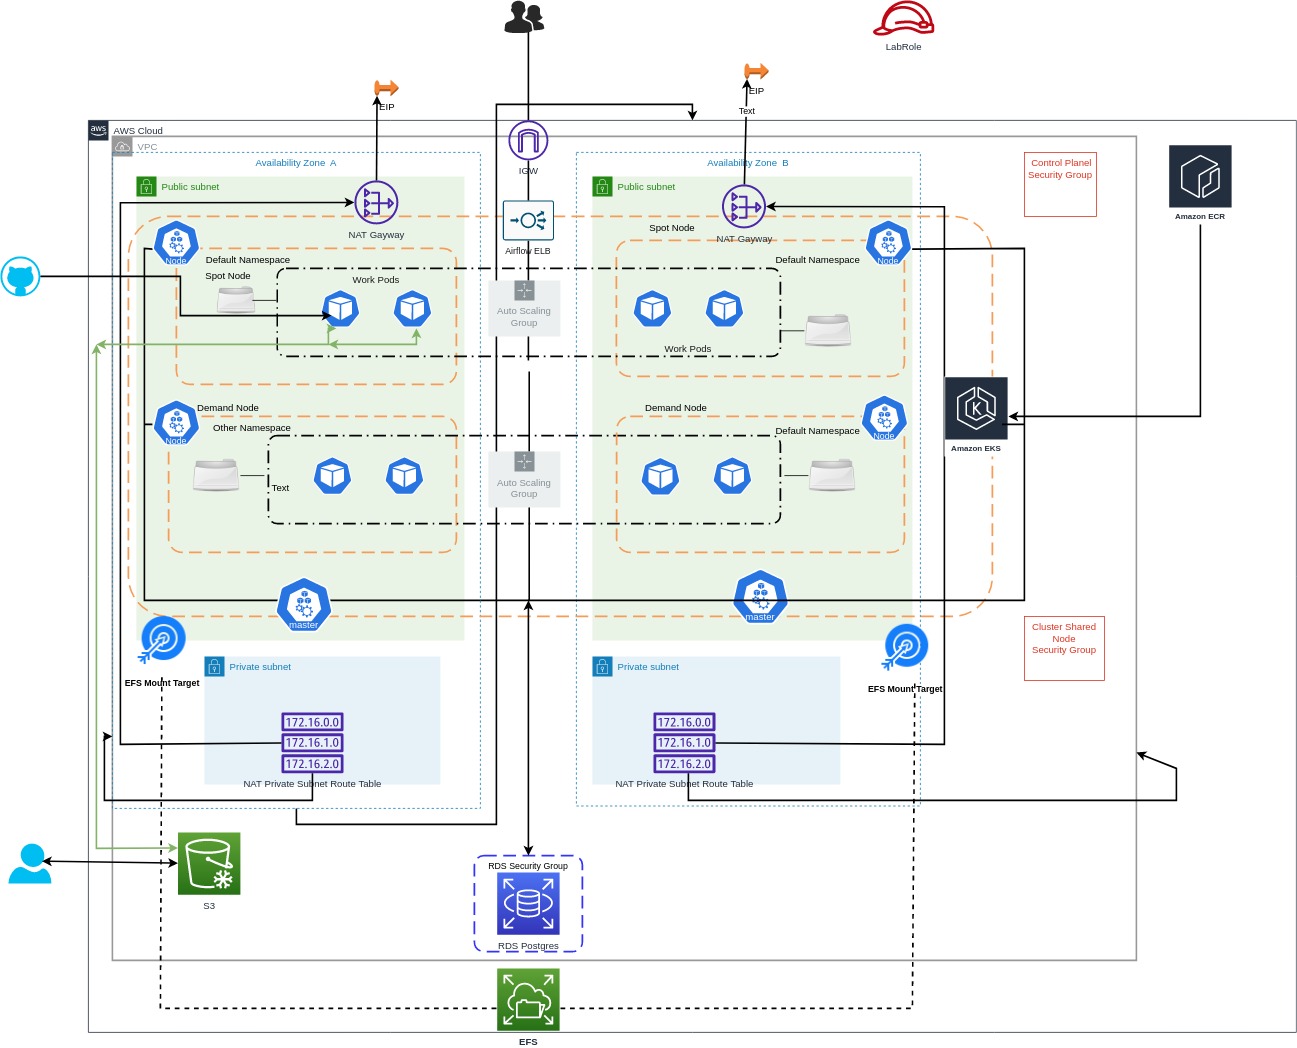 LabRole
EIP
EIP
Text
aws
AWS Cloud
VPC
Availability Zone A
Availability Zone B
IGW
Public subnet
Public subnet
Control Panel
Security Group
Amazon ECR
NAT Gayway
NAT Gayway
Spot Node
Airflow ELB
Node
Node
Default Namespace
Default Namespace
Spot Node
Work Pods
Auto Scaling
Group
Work Pods
Demand Node
Demand Node
Other Namespace
Default Namespace
Node
Node
Amazon EKS
Text
Auto Scaling
Group
master
master
Cluster Shared
Node
Security Group
EFS Mount Target
EFS Mount Target
Private subnet
Private subnet
172.16.0.0
172.16.1.0
172.16.2.0
172.16.0.0
172.16.1.0
172.16.2.0
NAT Private Subnet Route Table
NAT Private Subnet Route Table
RDS Security Group
S3
RDS Postgres
EFS